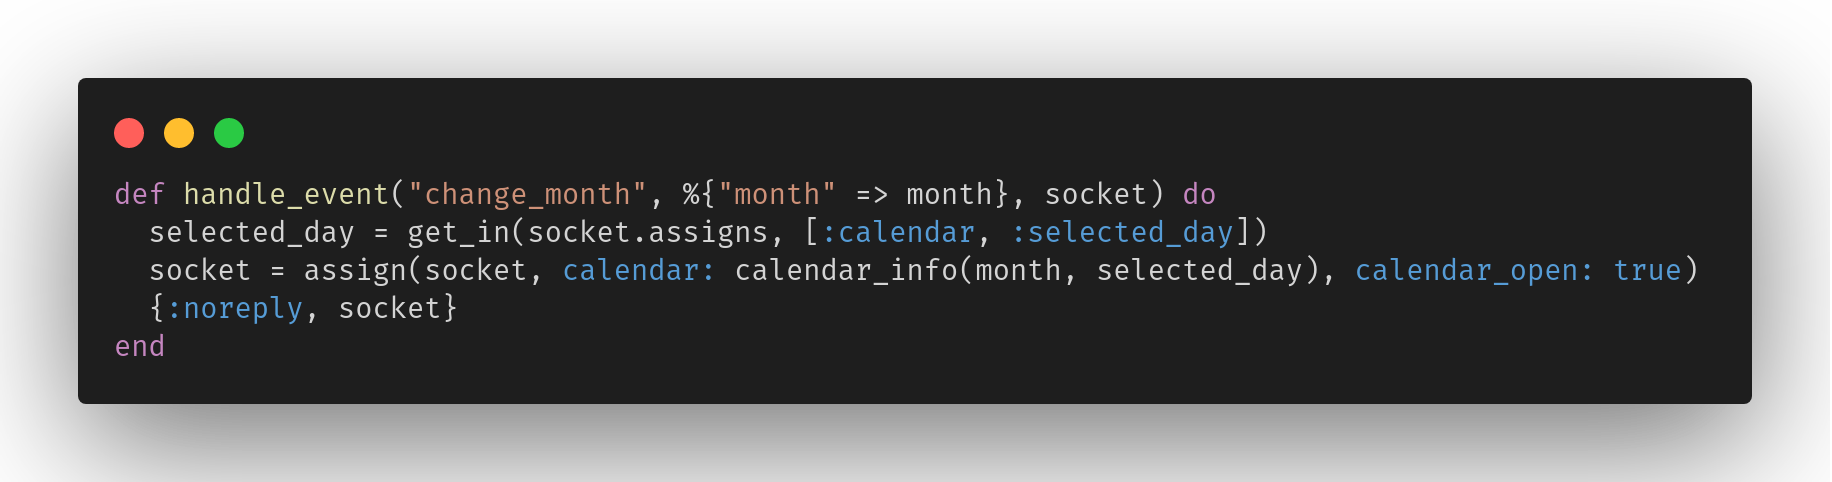 def handle_event("change_month", %{"month" => month}, socket) do
  selected_day = get_in(socket.assigns, [:calendar, :selected_day])
  socket = assign(socket, calendar: calendar_info(month, selected_day), calendar_open: true)
  {:noreply, socket}
end